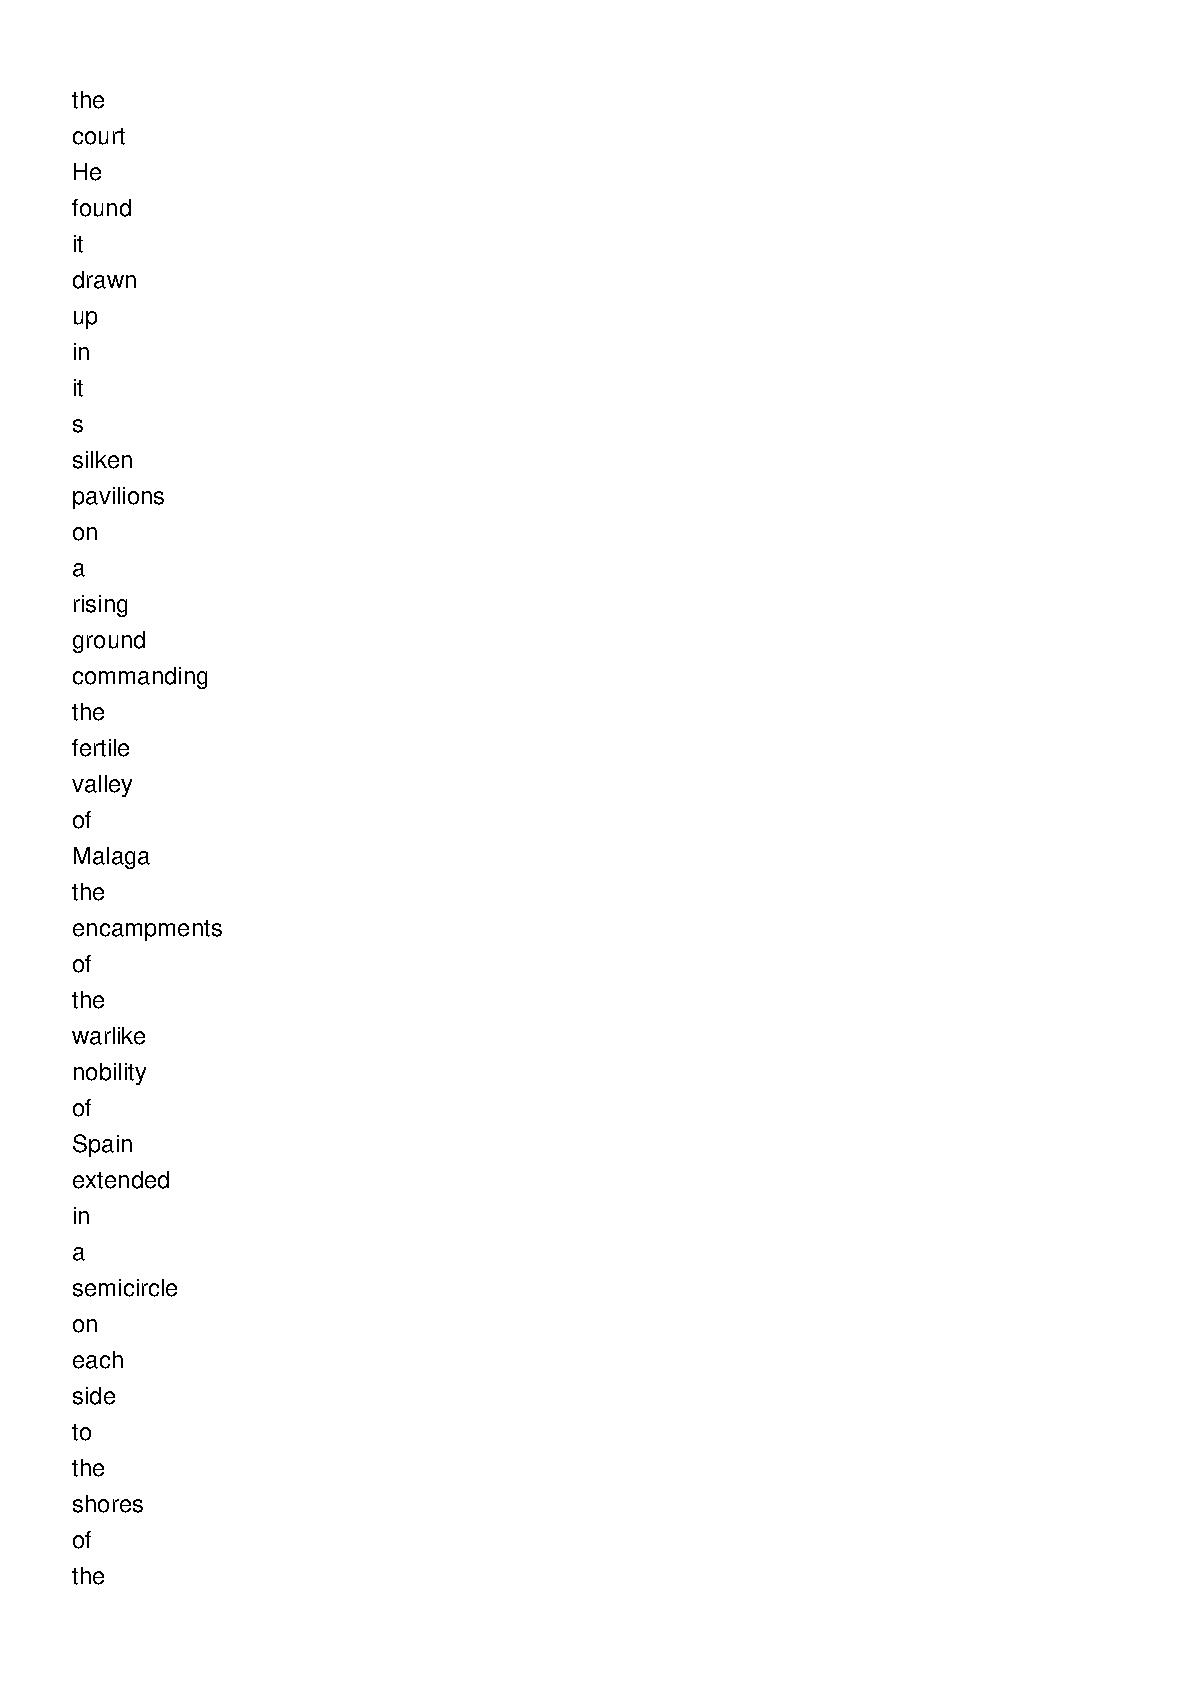 the
court
He
found
it
drawn
up
in
it
s
silken
pavilions
on
a
rising
ground
commanding
the
fertile
valley
of
Malaga
the
encampments
of
the
warlike
nobility
of
Spain
extended
in
a
semicircle
on
each
side
to
the
shores
of
the